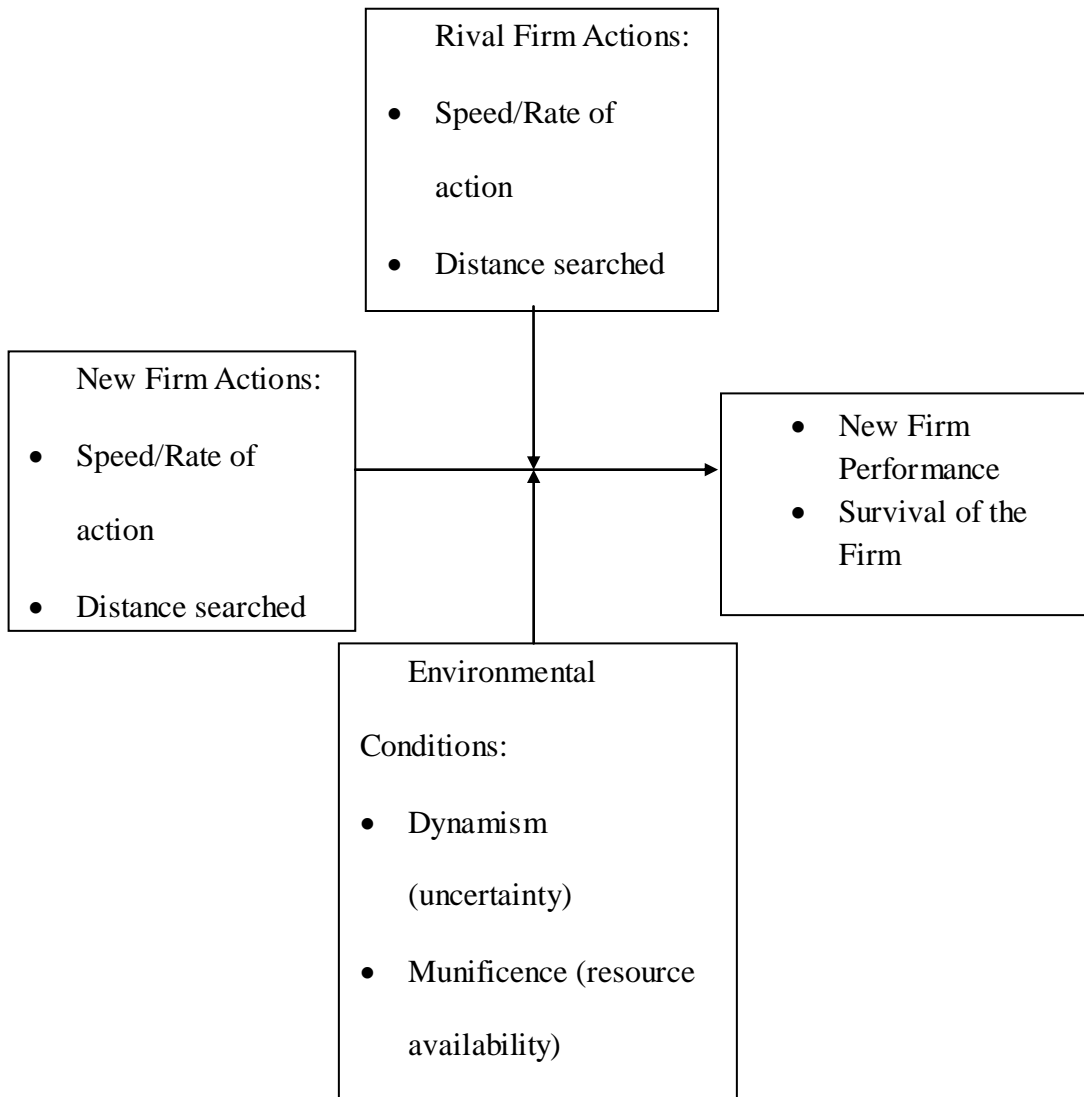 Rival Firm Actions:
• Speed/Rate of
action
• Distance searched
New Firm Actions:
• Speed/Rate of
action
• Distance searched
• New Firm
Performance
• Survival of the
Firm
Environmental
Conditions:
• Dynamism
(uncertainty)
• Munificence (resource
availability)